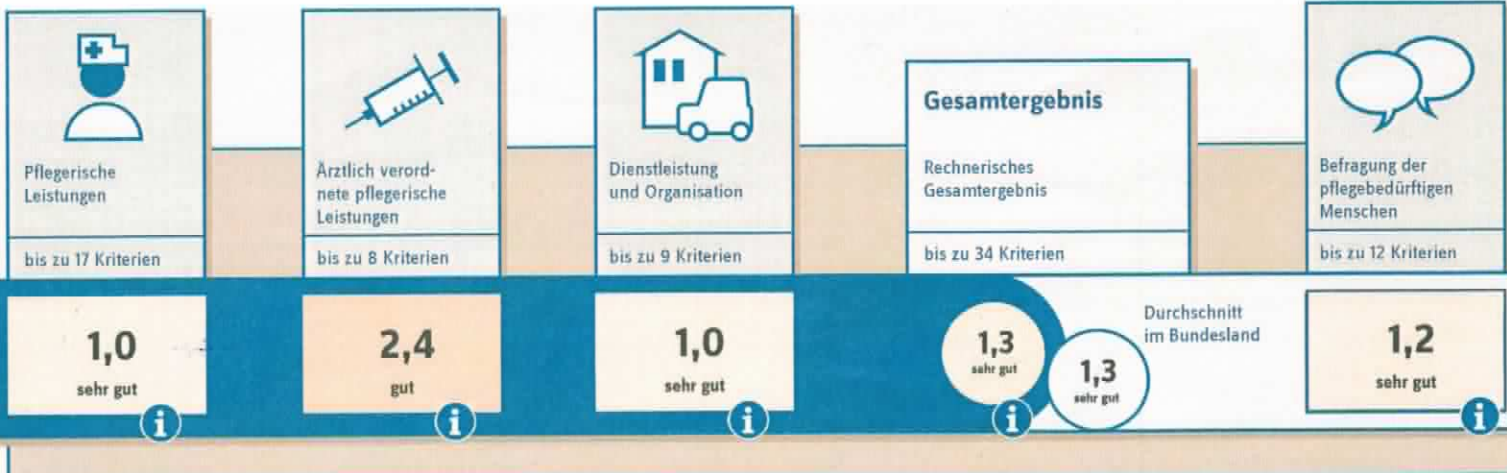 Pflegerische
Leistungen
bis zu 17 Kriterien
1,0
sehr gut
i
Ärztlich verord-
nete pflegerische
Leistungen
bis zu 8 Kriterien
2,4
gut
i
Dienstleistung
und Organisation
bis zu 9 Kriterien
1,0
sehr gut
i
Gesamtergebnis
Rechnerisches
Gesamtergebnis
bis zu 34 Kriterien
1,3
sehr gut
i
1,3
sehr gut
Durchschnitt
im Bundesland
Befragung der
pflegebedürftigen
Menschen
bis zu 12 Kriterien
1,2
sehr gut
i